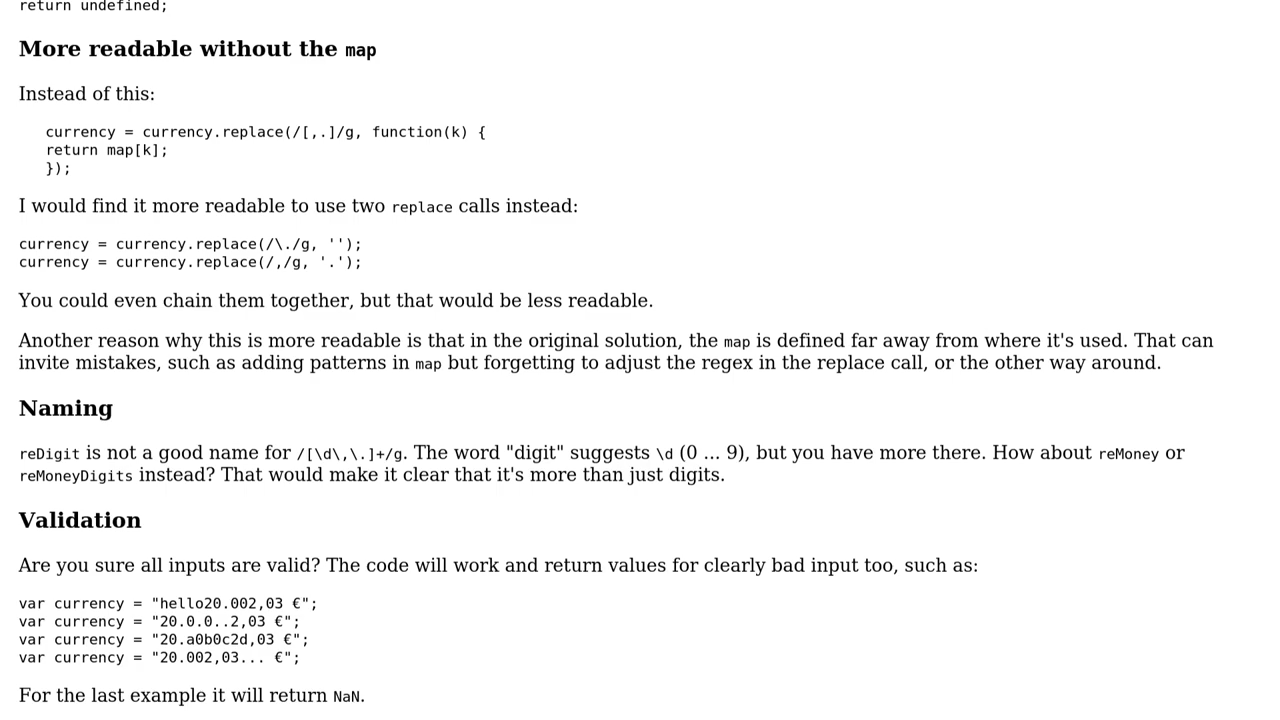 return undefined;
More readable without the map
Instead of this:
currency = currency.replace(/[,.]/g, function(k) {
return map[k];
});
I would find it more readable to use two replace calls instead:
currency = currency.replace(/\./g, '');
currency = currency.replace(/,/g, '.');
You could even chain them together, but that would be less readable.
Another reason why this is more readable is that in the original solution, the map is defined far away from where it's used. That can
invite mistakes, such as adding patterns in map but forgetting to adjust the regex in the replace call, or the other way around.
Naming
reDigit is not a good name for /[\d\,\.]+/g. The word "digit" suggests \d (0 ... 9), but you have more there. How about reMoney or
reMoneyDigits instead? That would make it clear that it's more than just digits.
Validation
Are you sure all inputs are valid? The code will work and return values for clearly bad input too, such as:
var currency = "hello20.002,03 €";
var currency = "20.0.0..2,03 €";
var currency = "20.a0b0c2d,03 €";
var currency = "20.002,03... €";
For the last example it will return NaN.